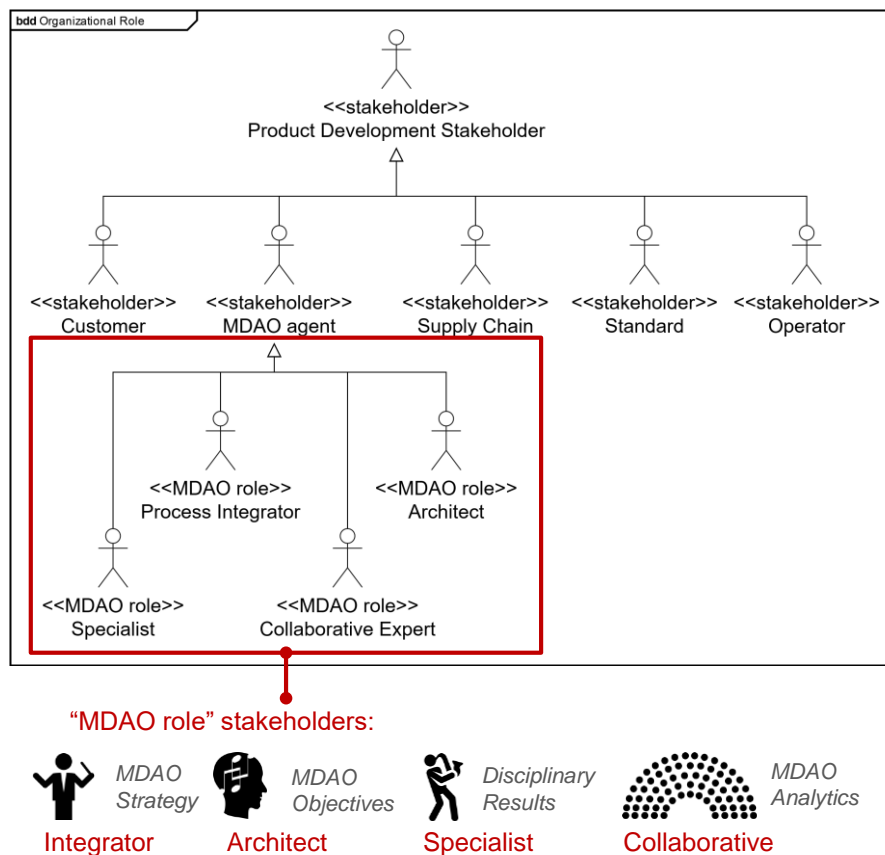 bdd Organizational Role
<<stakeholder>>
Product Development Stakeholder
<<stakeholder>>
Customer
<<stakeholder>>
MDAO agent
<<stakeholder>>
Supply Chain
<<stakeholder>>
Standard
<<stakeholder>>
Operator
<<MDAO role>>
Process Integrator
<<MDAO role>>
Architect
<<MDAO role>>
Specialist
<<MDAO role>>
Collaborative Expert
“MDAO role” stakeholders:
MDAO
Strategy
Integrator
MDAO
Objectives
Architect
Disciplinary
Results
Specialist
MDAO
Analytics
Collaborative